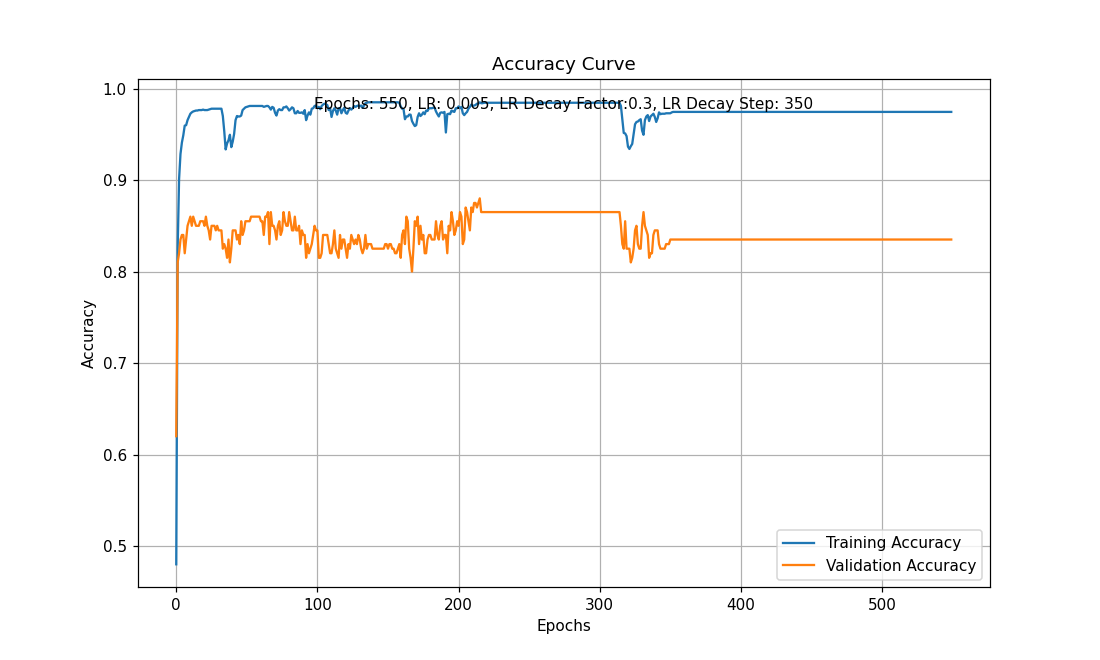 Accuracy Curve
Epochs: 550, LR: 0.005, LR Decay Factor:0.3, LR Decay Step: 350
1.0
0.9
0.8
0.7
0.6
0.5
Accuracy
Training Accuracy
Validation Accuracy
0 100 200 300 400 500
Epochs